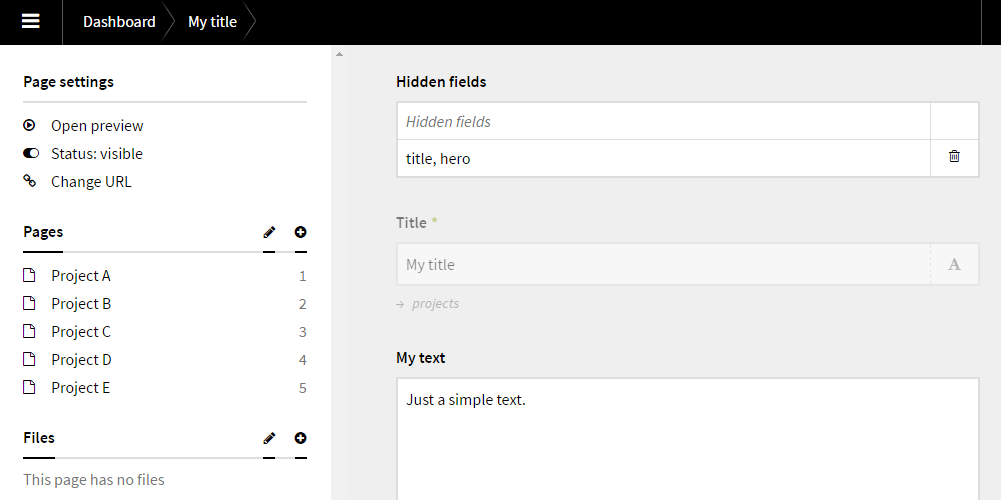 Dashboard My title
Page settings
Open preview
Status: visible
Change URL
Pages
Project A 1
Project B 2
Project C 3
Project D 4
Project E 5
Files
This page has no files
Hidden fields
Hidden fields
title, hero
Title *
My title A
→ projects
My text
Just a simple text.